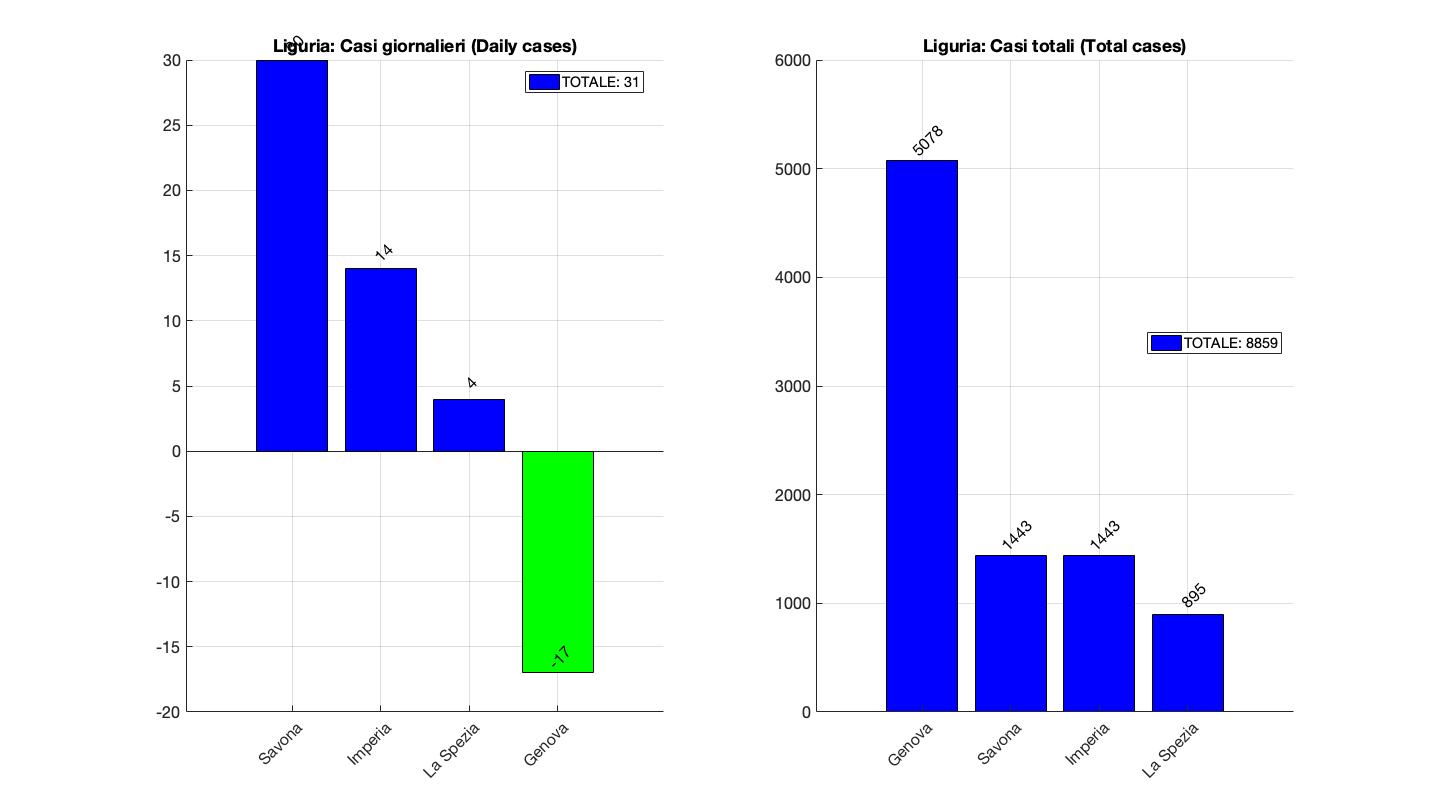 Liguria: Casi giornalieri (Daily cases)
30
TOTALE: 31
30
25
20
15
10
5
0
-5
-10
-15
-20
14
4
-17
Savona
Imperia
La Spezia
Genova
Liguria: Casi totali (Total cases)
6000
5000
4000
3000
2000
1000
0
5078
1443
1443
895
TOTALE: 8859
Genova
Savona
Imperia
La Spezia